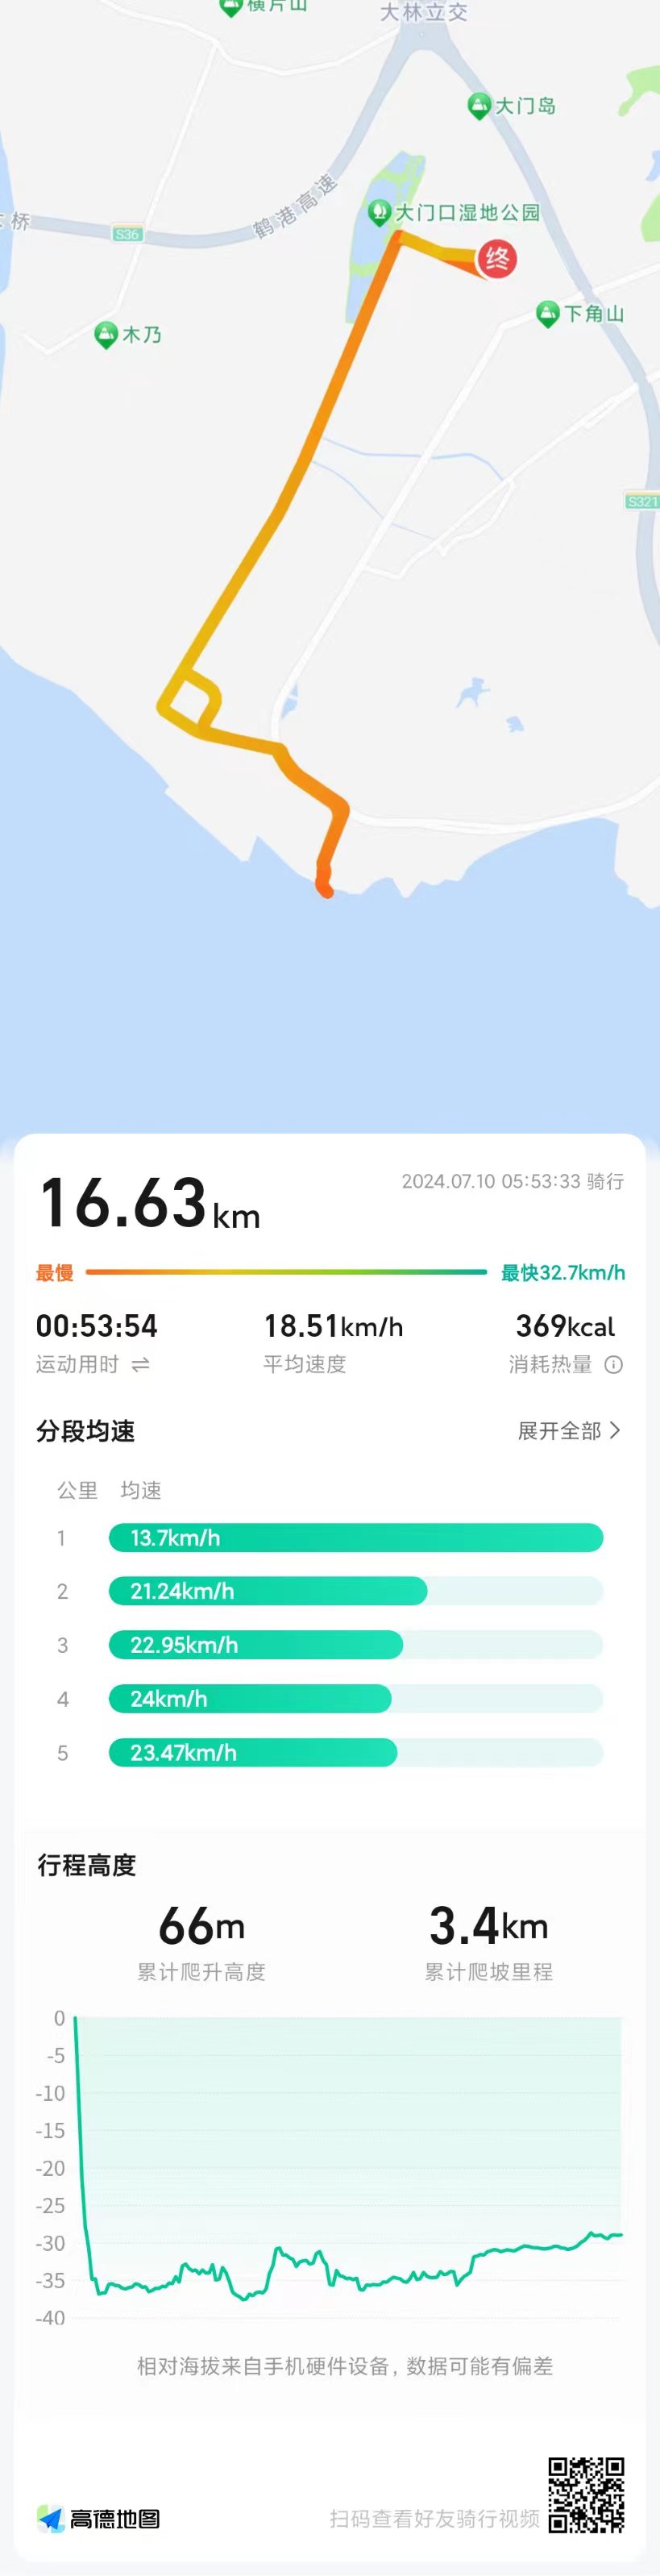 横片山
大林立交
大门岛
桥
鹤港高速
大门口湿地公园
S36
终
下角山
木乃
S321
16.63km
2024.07.10 05:53:33 骑行
最慢
最快32.7km/h
00:53:54
18.51km/h
369kcal
运动用时
平均速度
消耗热量
分段均速
展开全部
公里 均速
1 13.7km/h
2 21.24km/h
3 22.95km/h
4 24km/h
5 23.47km/h
行程高度
66m
3.4km
累计爬升高度
累计爬坡里程
0
-5
-10
-15
-20
-25
-30
-35
-40
相对海拔来自手机硬件设备，数据可能有偏差
高德地图
扫码查看好友骑行视频